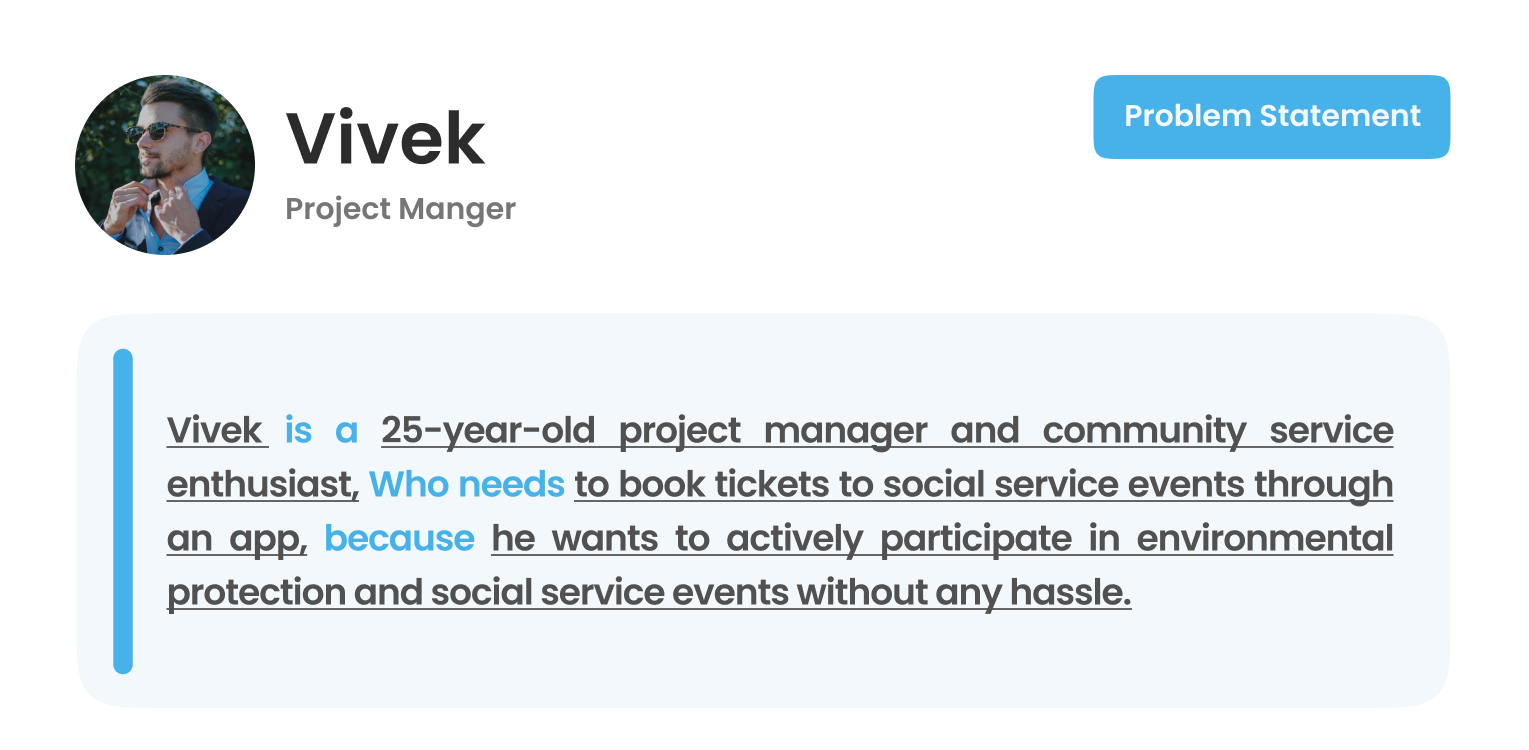 Vivek
Project Manger
Problem Statement
Vivek is a 25-year-old project manager and community service
enthusiast, Who needs to book tickets to social service events through
an app, because he wants to actively participate in environmental
protection and social service events without any hassle.